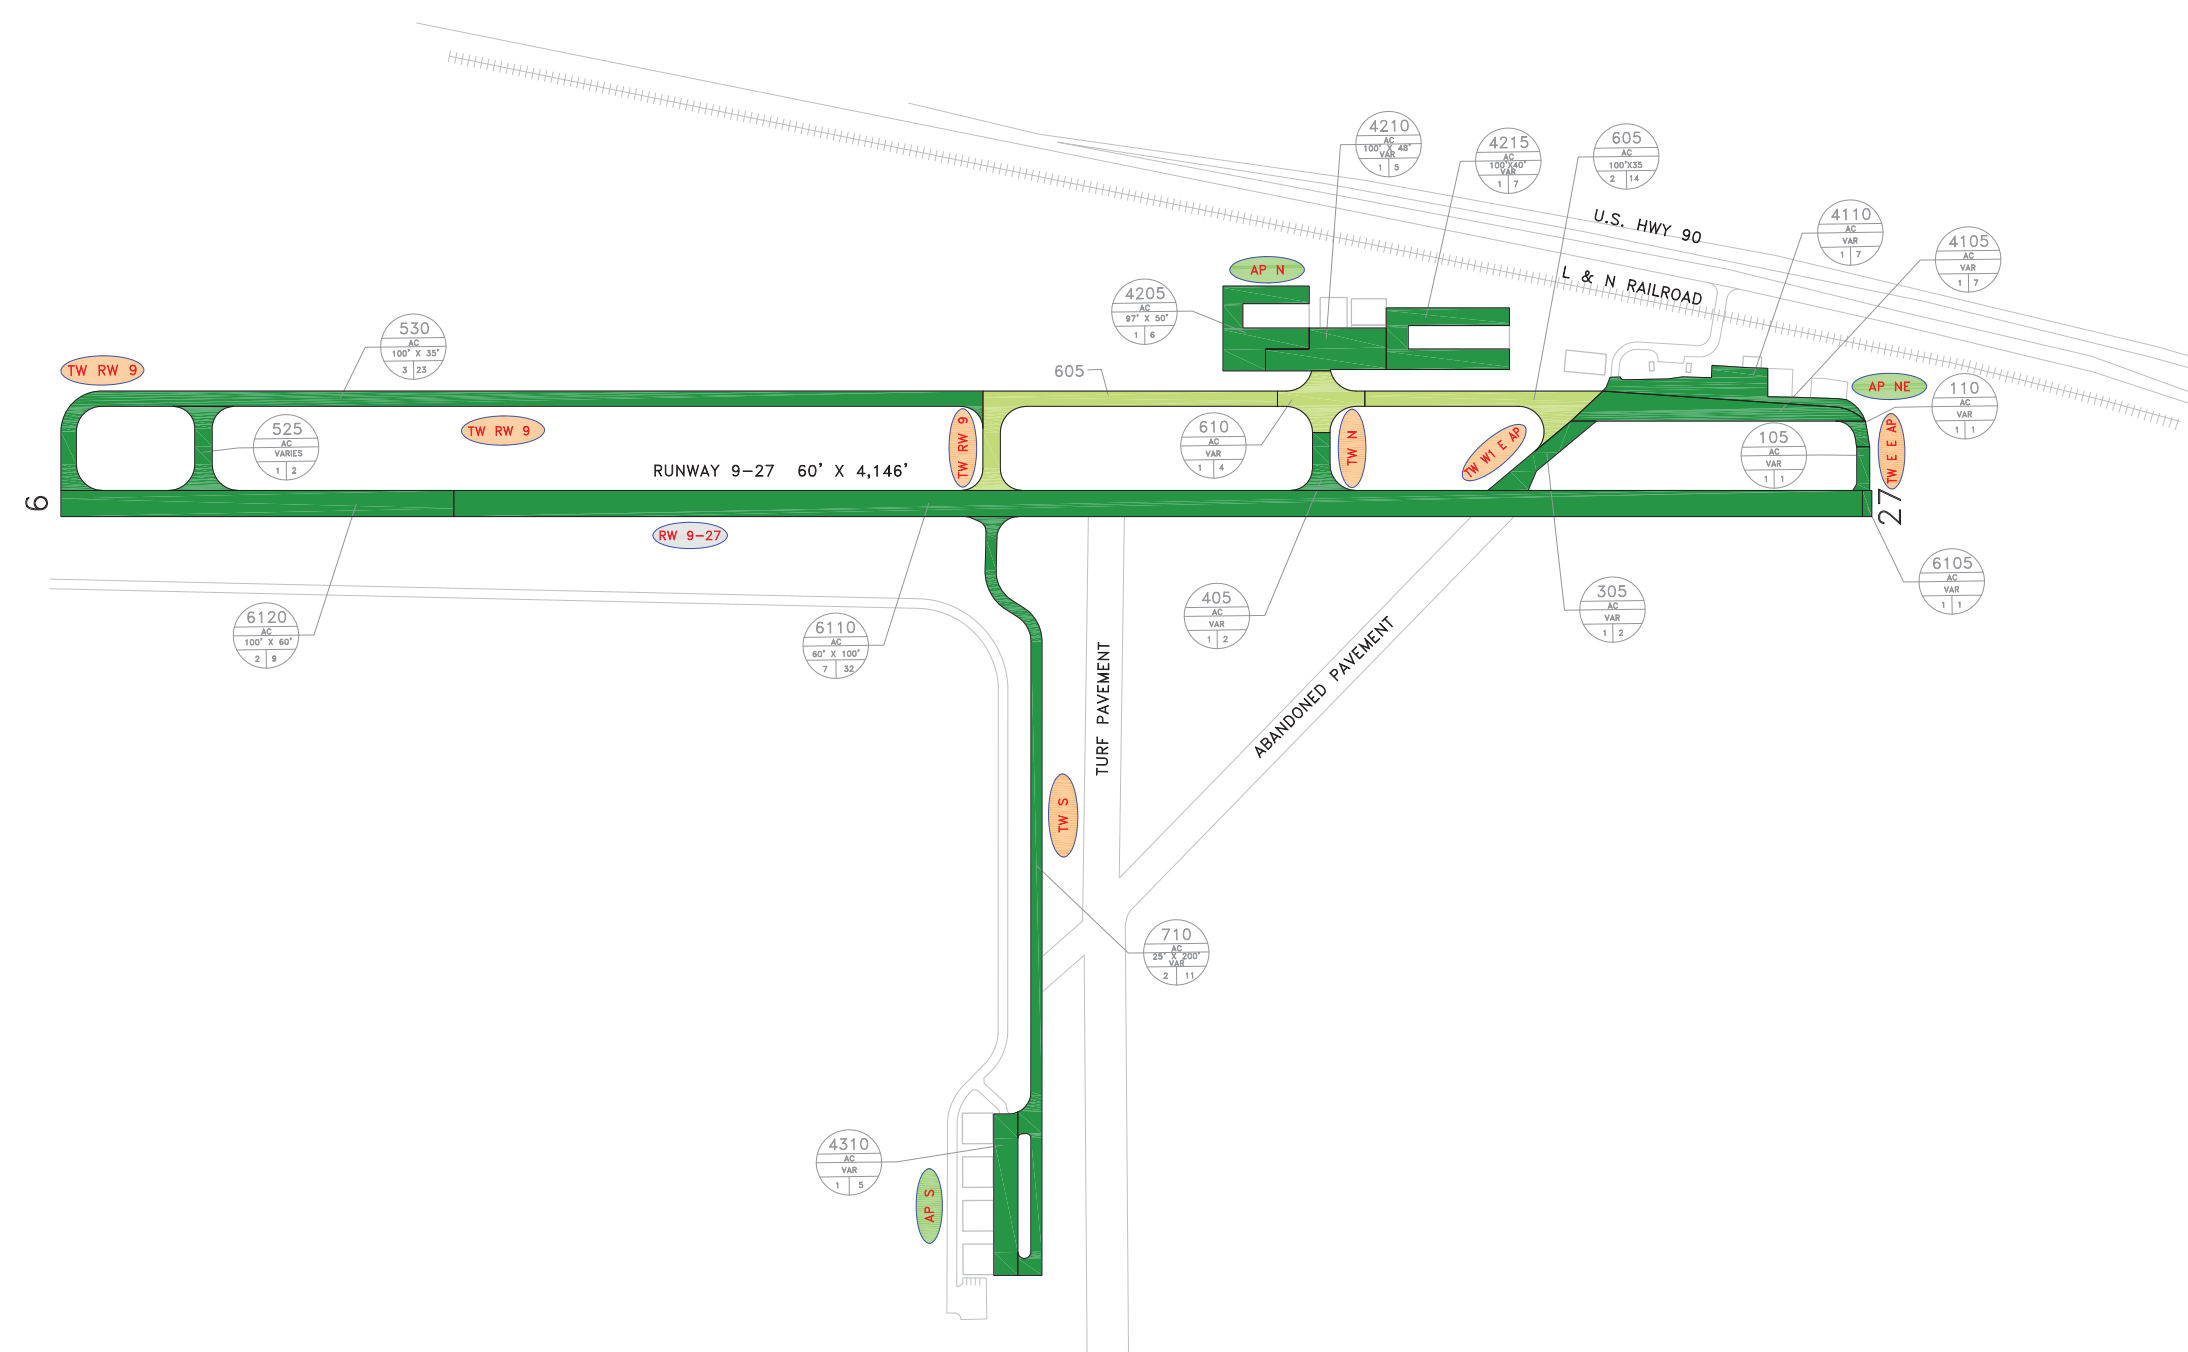 4210
AC
100' X 48'
VAR
1 5
4215
AC
100'X40'
VAR
1 7
605
AC
100'X35
2 14
U.S. HWY 90
4110
AC
VAR
1 7
4105
AC
VAR
1 7
AP N
L & N RAILROAD
4205
AC
97' X 50'
1 6
530
AC
100' X 35'
3 23
TW RW 9
605
AP NE
110
AC
VAR
1 1
525
AC
VARIES
1 2
TW RW 9
TW RW 9
610
AC
VAR
1 4
TW N
TW W1 E AP
105
AC
VAR
1 1
TW E E AP
RUNWAY 9-27 60' X 4,146'
9
27
RW 9-27
6120
AC
100' X 60'
2 9
6110
AC
60' X 100'
7 32
405
AC
VAR
1 2
305
AC
VAR
1 2
6105
AC
VAR
1 1
TURF PAVEMENT
ABANDONED PAVEMENT
TW S
710
AC
25' X 200'
VAR
2 11
4310
AC
VAR
1 5
AP S